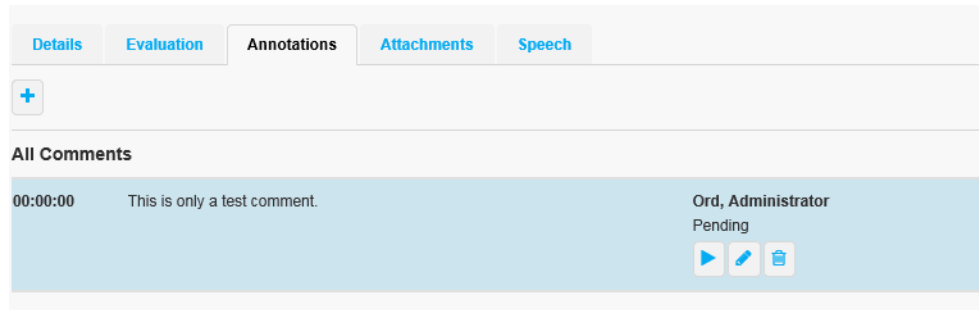 Details Evaluation Annotations Attachments Speech
All Comments
00:00:00 This is only a test comment. Ord, Administrator
Pending